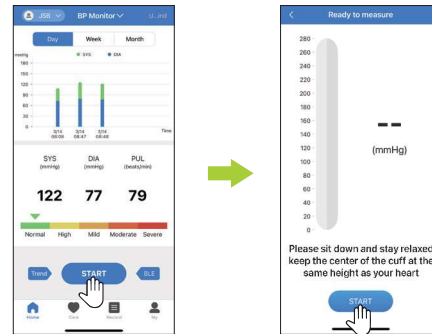 JSB
BP Monitor
Day Week Month
SYS DIA
mmHg
180
150
120
90
60
30
0
3/14 3/14 3/14 Time
08:08 08:47 08:48
SYS DIA PUL
(mmHg) (mmHg) (beats/min)
122 77 79
Normal High Mild Moderate Severe
Trend START BLE
Home Care Record My
Ready to measure
280
260
240
220
200
180
160
140
120
100
80
60
40
20
0
--
(mmHg)
Please sit down and stay relaxed
keep the center of the cuff at the
same height as your heart
START